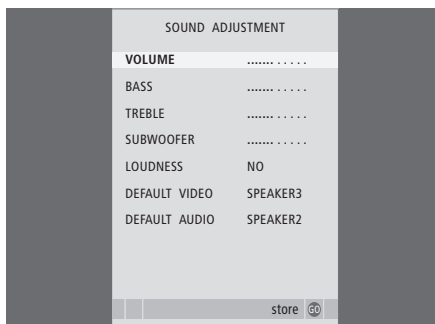 SOUND ADJUSTMENT
VOLUME ............
BASS ............
TREBLE ............
SUBWOOFER ............
LOUDNESS NO
DEFAULT VIDEO SPEAKER3
DEFAULT AUDIO SPEAKER2
store GO